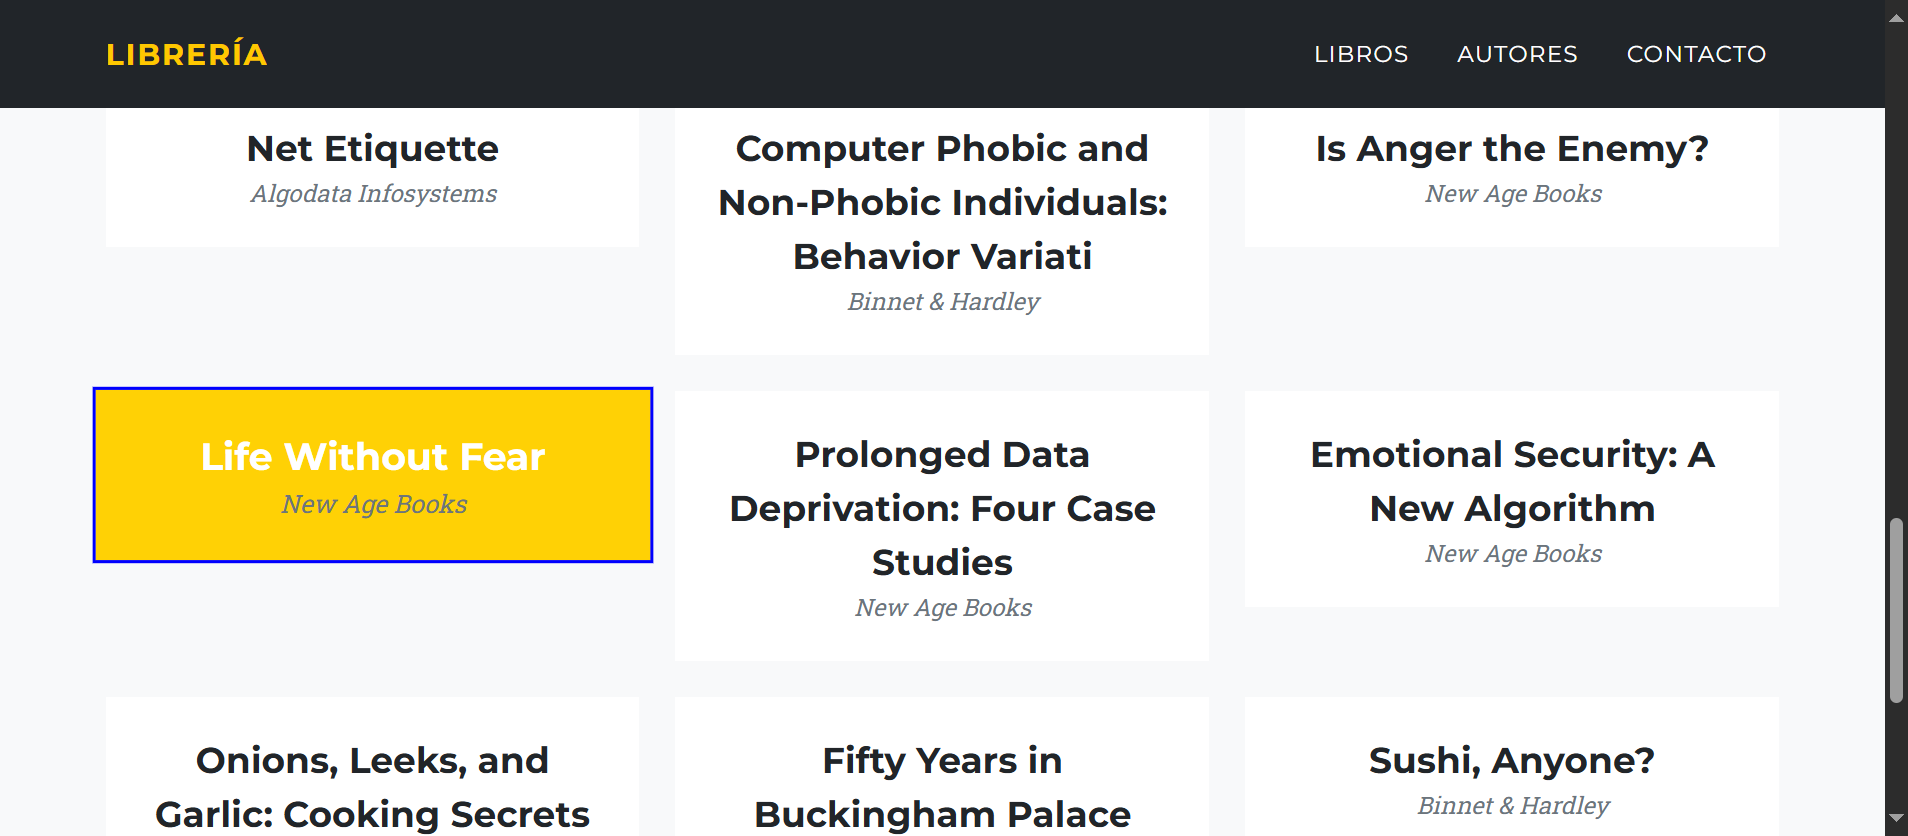 LIBRERÍA
LIBROS AUTORES CONTACTO
Net Etiquette
Algodata Infosystems
Computer Phobic and
Non-Phobic Individuals:
Behavior Variati
Binnet & Hardley
Is Anger the Enemy?
New Age Books
Life Without Fear
New Age Books
Prolonged Data
Deprivation: Four Case
Studies
New Age Books
Emotional Security: A
New Algorithm
New Age Books
Onions, Leeks, and
Garlic: Cooking Secrets
Fifty Years in
Buckingham Palace
Sushi, Anyone?
Binnet & Hardley